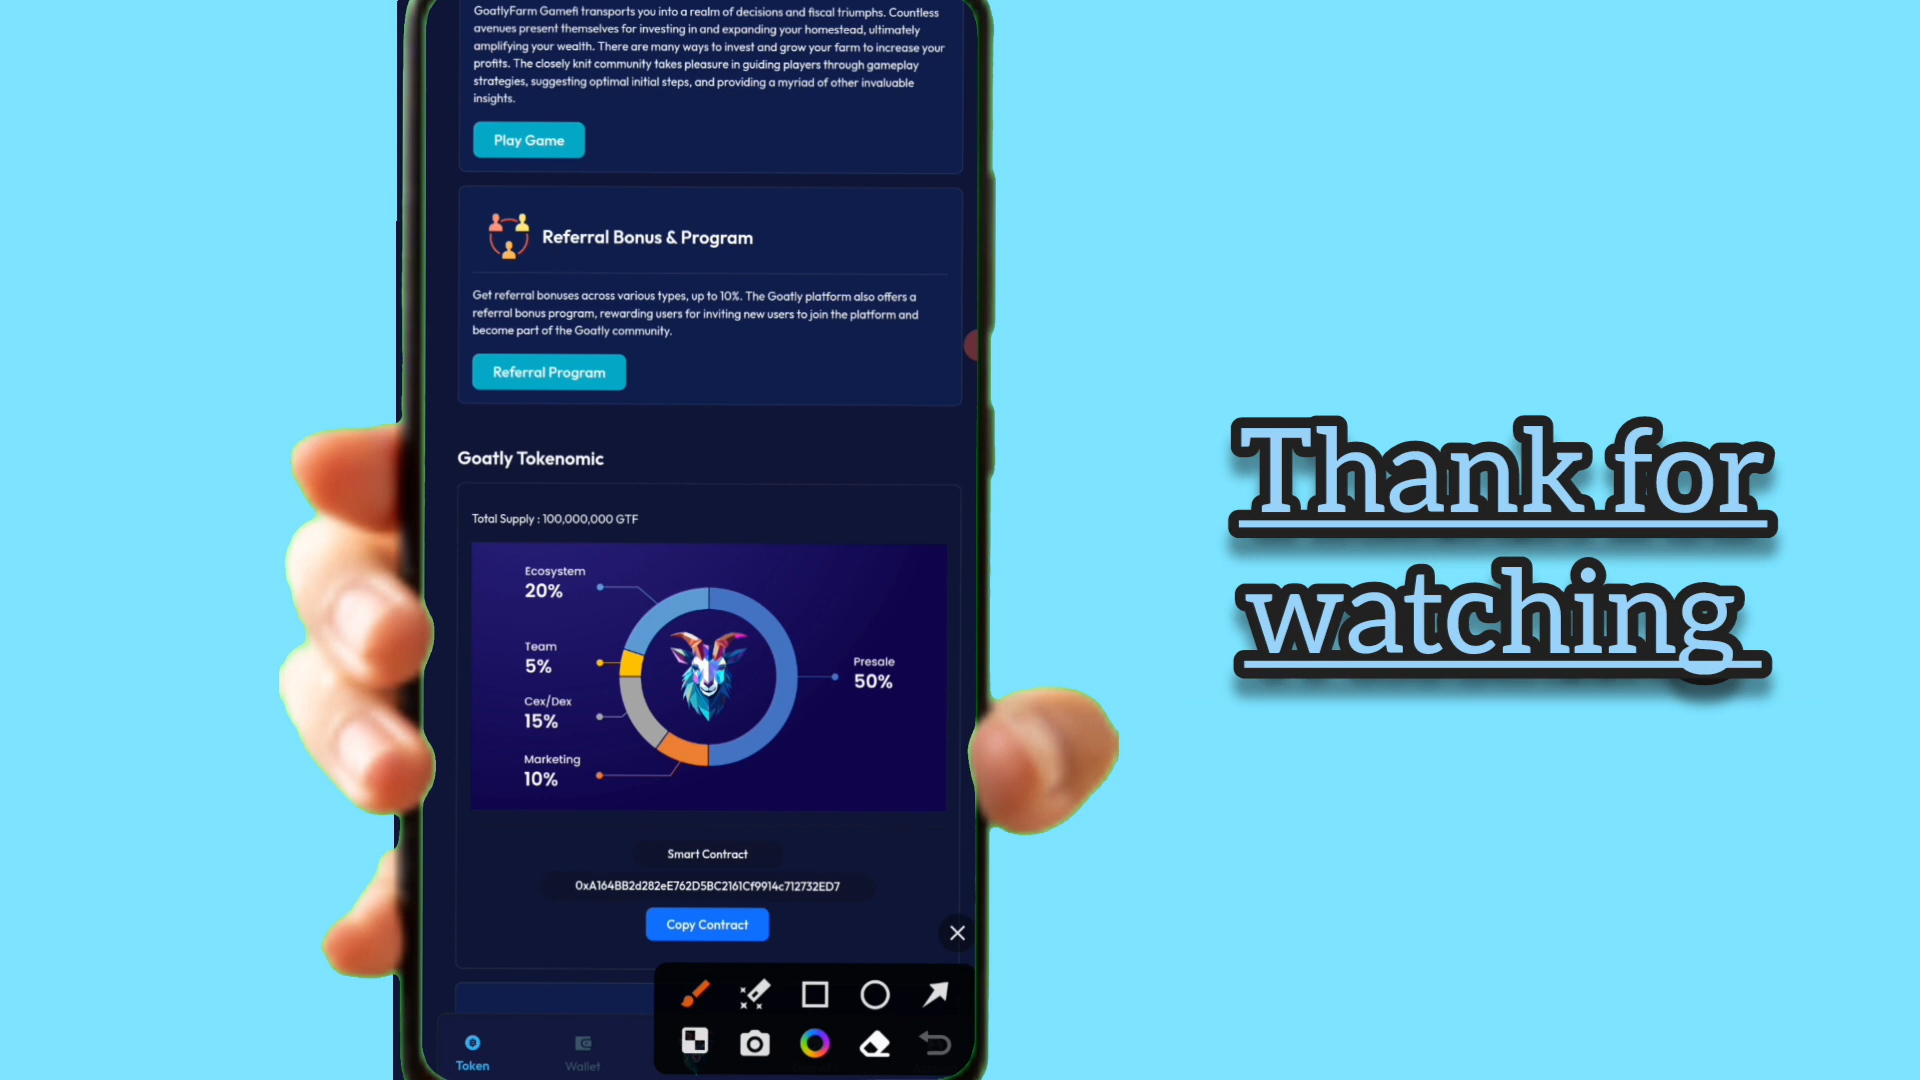 GoatlyFarm Gamefi transports you into a realm of decisions and fiscal triumphs. Countless
avenues present themselves for investing in and expanding your homestead, ultimately
amplifying your wealth. There are many ways to invest and grow your farm to increase your
profits. The closely knit community takes pleasure in guiding players through gameplay
strategies, suggesting optimal initial steps, and providing a myriad of other invaluable
insights.
Play Game
Referral Bonus & Program
Get referral bonuses across various types, up to 10%. The Goatly platform also offers a
referral bonus program, rewarding users for inviting new users to join the platform and
become part of the Goatly community.
Referral Program
Goatly Tokenomic
Total Supply : 100,000,000 GTF
Ecosystem
20%
Team
5%
Cex/Dex
15%
Marketing
10%
Presale
50%
Smart Contract
0xA164BB2d282eE762D5BC2161Cf9914c712732ED7
Copy Contract
Token
Wallet
Thank for
watching